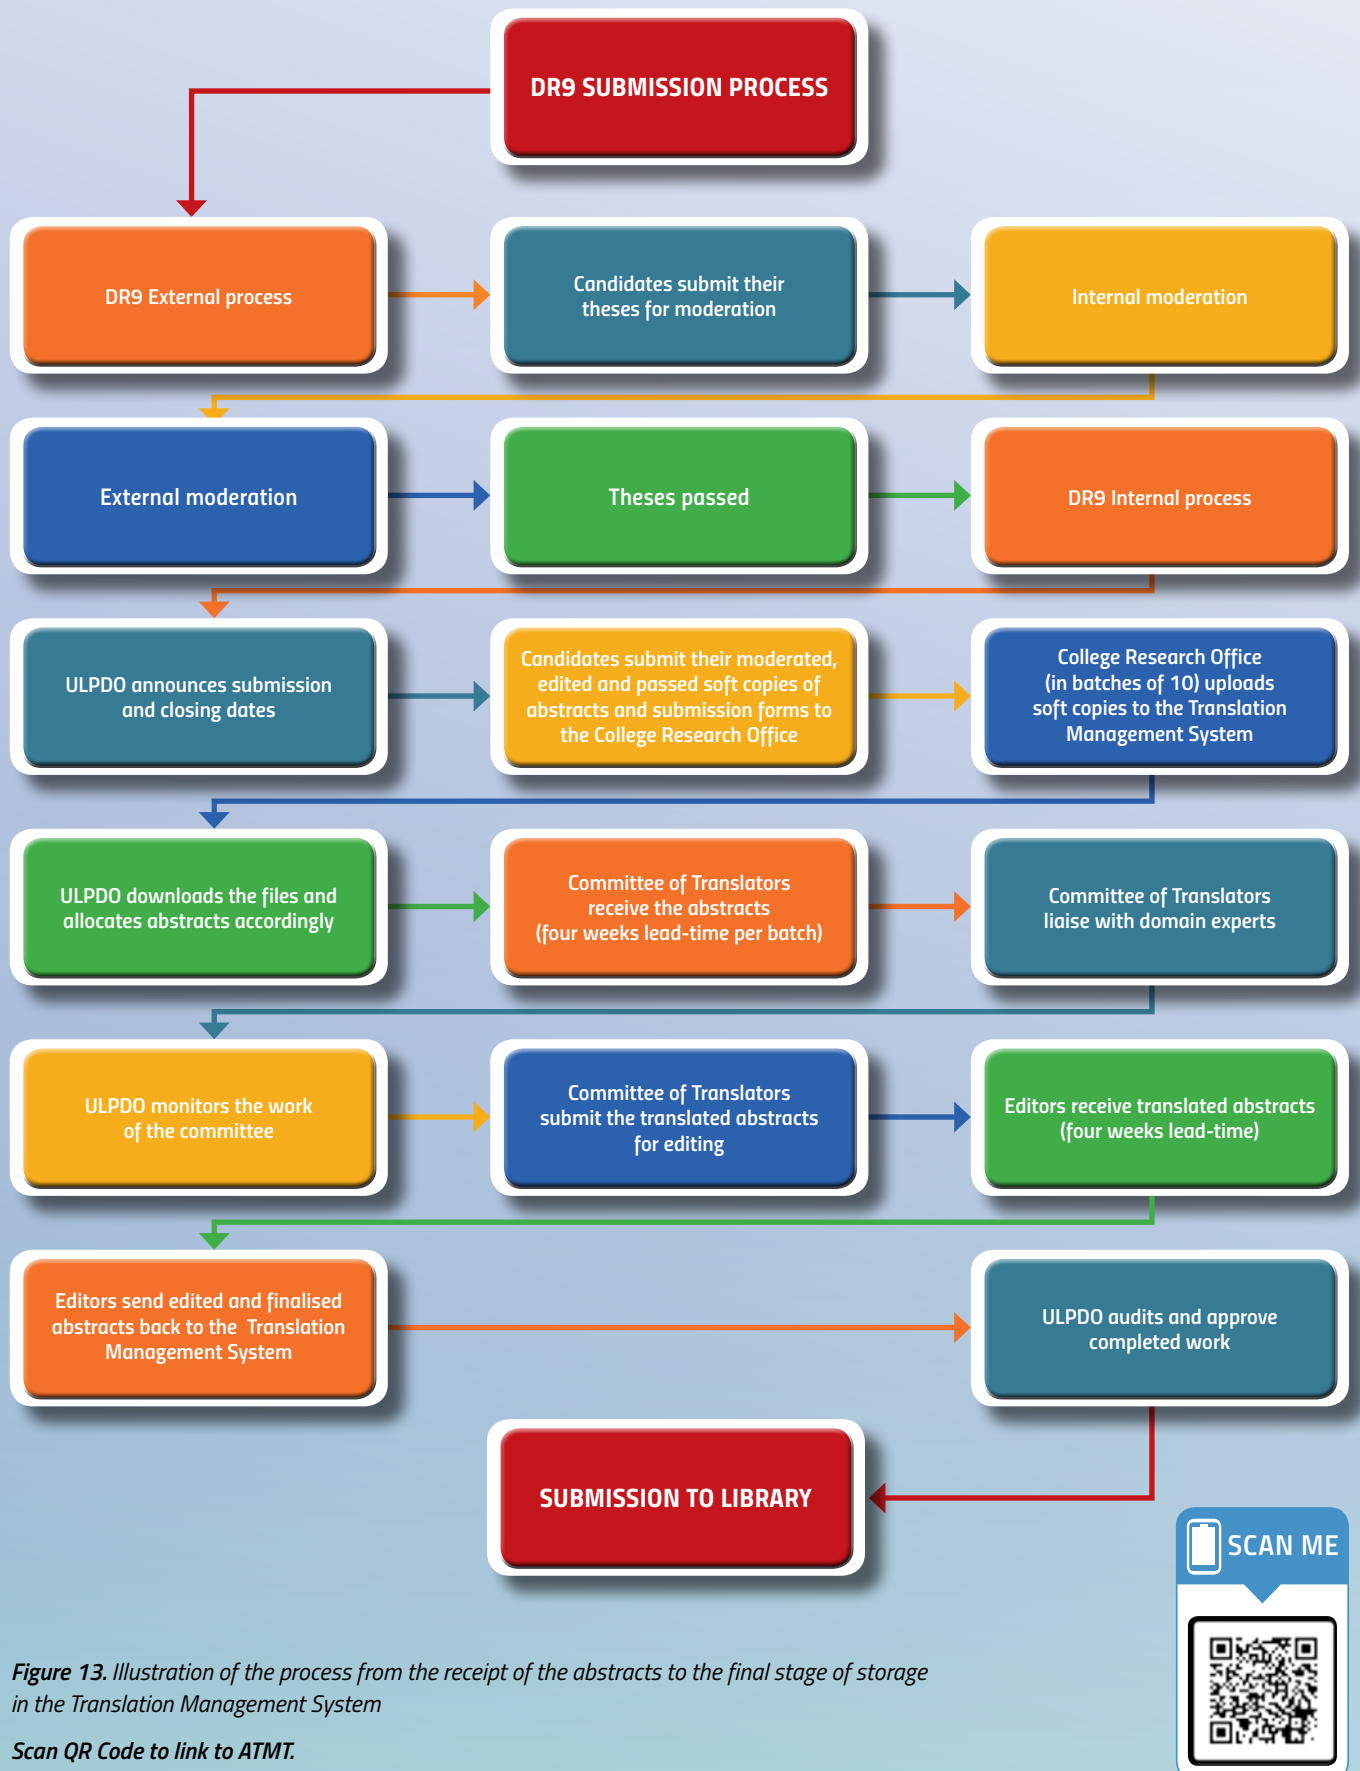 DR9 SUBMISSION PROCESS
DR9 External process
Candidates submit their
theses for moderation
Internal moderation
External moderation
Theses passed
DR9 Internal process
ULPDO announces submission
and closing dates
Candidates submit their moderated,
edited and passed soft copies of
abstracts and submission forms to
the College Research Office
College Research Office
(in batches of 10) uploads
soft copies to the Translation
Management System
ULPDO downloads the files and
allocates abstracts accordingly
Committee of Translators
receive the abstracts
(four weeks lead-time per batch)
Committee of Translators
liaise with domain experts
ULPDO monitors the work
of the committee
Committee of Translators
submit the translated abstracts
for editing
Editors receive translated abstracts
(four weeks lead-time)
Editors send edited and finalised
abstracts back to the Translation
Management System
ULPDO audits and approve
completed work
SUBMISSION TO LIBRARY
SCAN ME
Figure 13. Illustration of the process from the receipt of the abstracts to the final stage of storage
in the Translation Management System
Scan QR Code to link to ATMT.